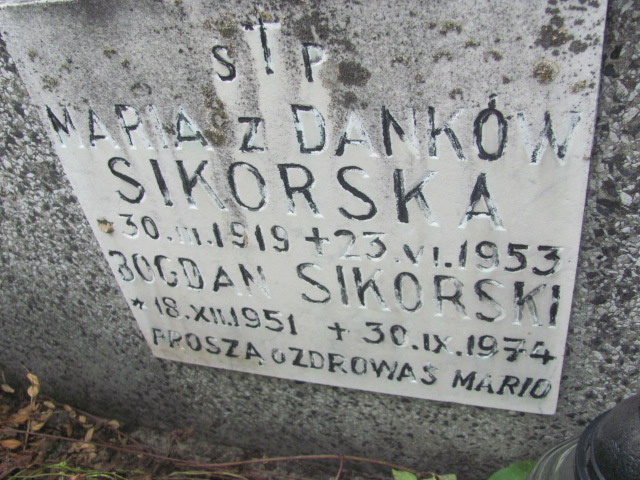 S T P
MARIA z DANKÓW
SIKORSKA
*30.III.1919 +23.VI.1953
BOGDAN SIKORSKI
*18.XII.1951 +30.IX.1974
PROSZĄ O ZDROWAŚ MARIO